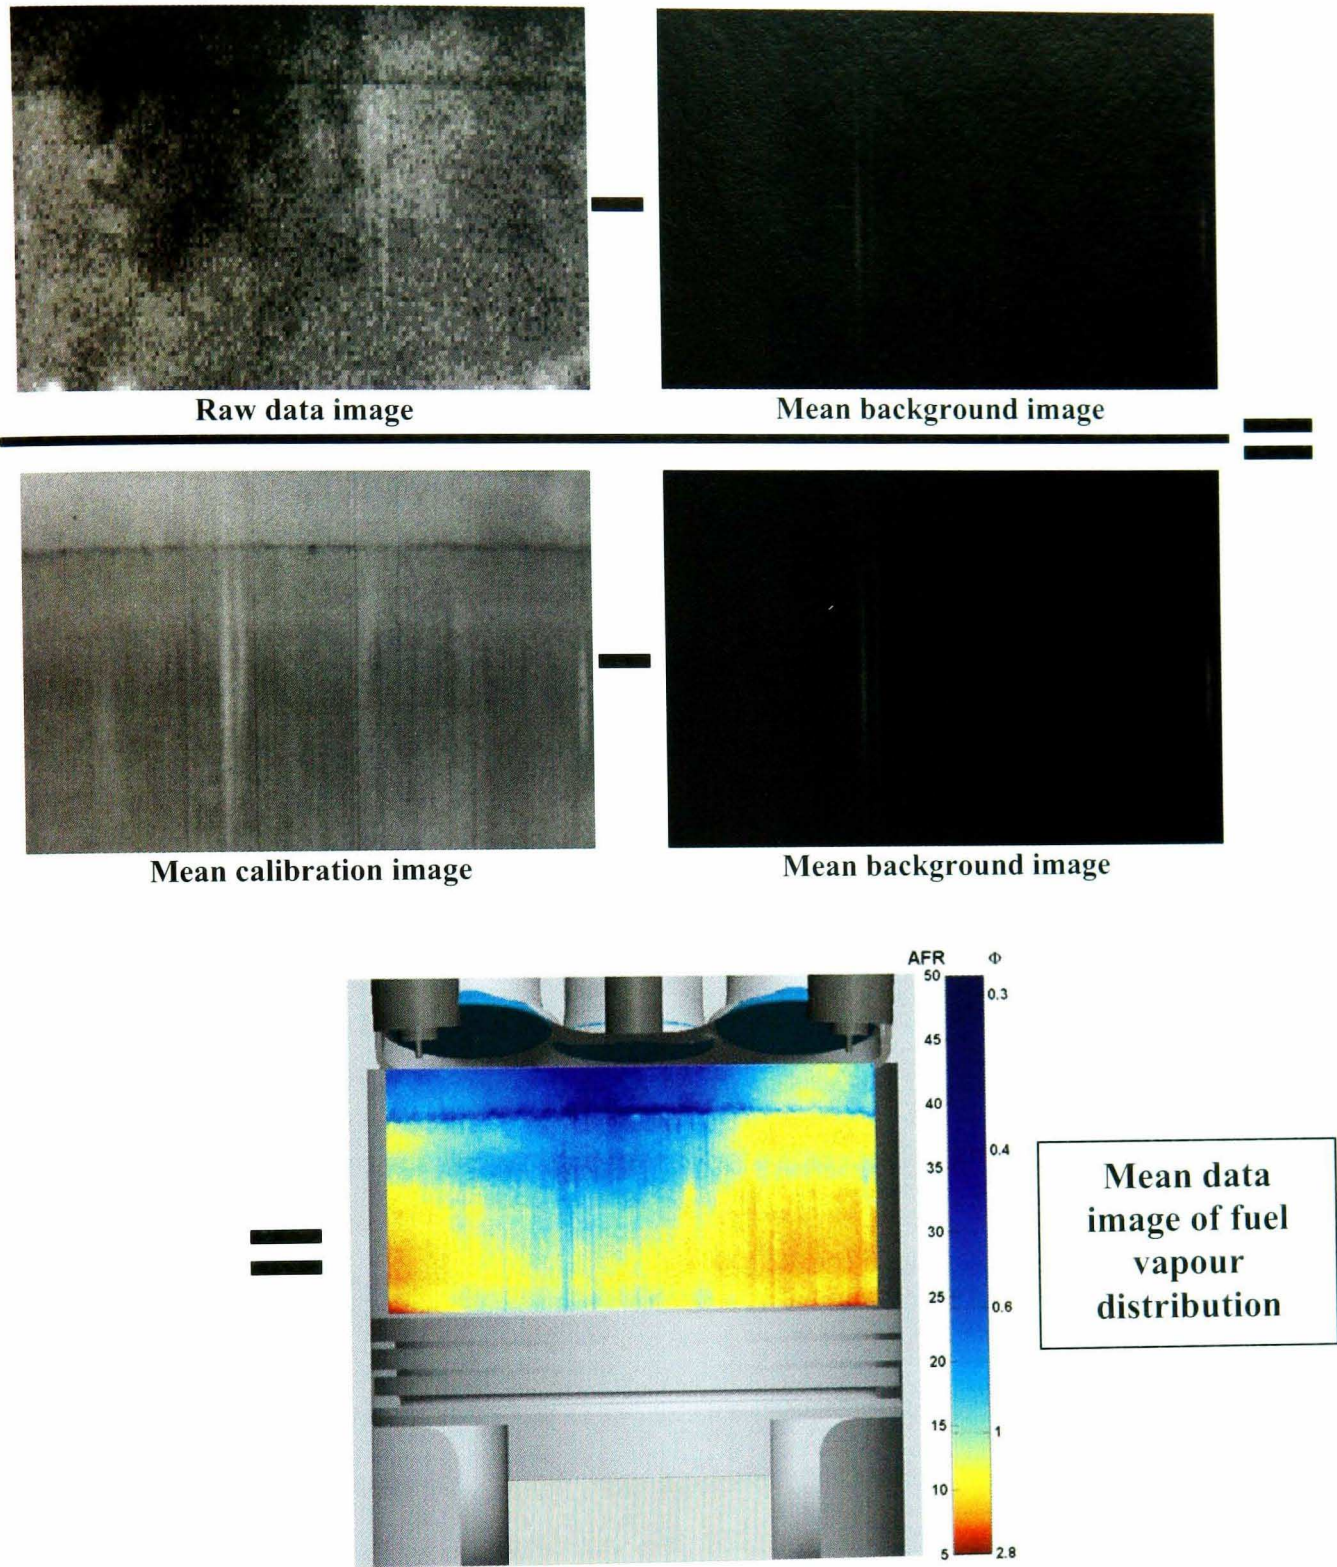 Raw data image
Mean background image
Mean calibration image
Mean background image
AFR Φ
50
0.3
45
40
0.4
35
30
25
0.6
20
15
1
10
5
2.8
Mean data
image of fuel
vapour
distribution